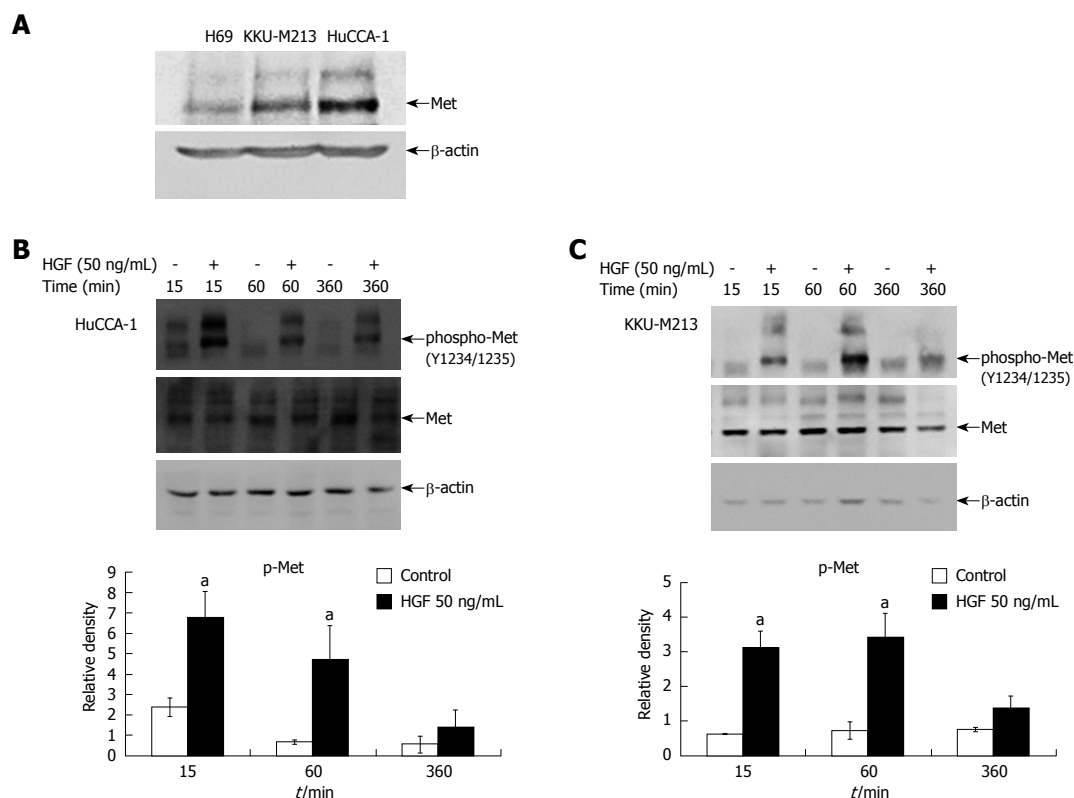 A
H69 KKU-M213 HuCCA-1
Met
β-actin
B
HGF (50 ng/mL) - + - + - +
Time (min) 15 15 60 60 360 360
HuCCA-1
phospho-Met
(Y1234/1235)
Met
β-actin
p-Met
Control
HGF 50 ng/mL
Relative density
9
8
7
6
5
4
3
2
1
0
a
a
15 60 360
t/min
C
HGF (50 ng/mL) - + - + - +
Time (min) 15 15 60 60 360 360
KKU-M213
phospho-Met
(Y1234/1235)
Met
β-actin
p-Met
Control
HGF 50 ng/mL
Relative density
5
4
3
2
1
0
a
a
15 60 360
t/min